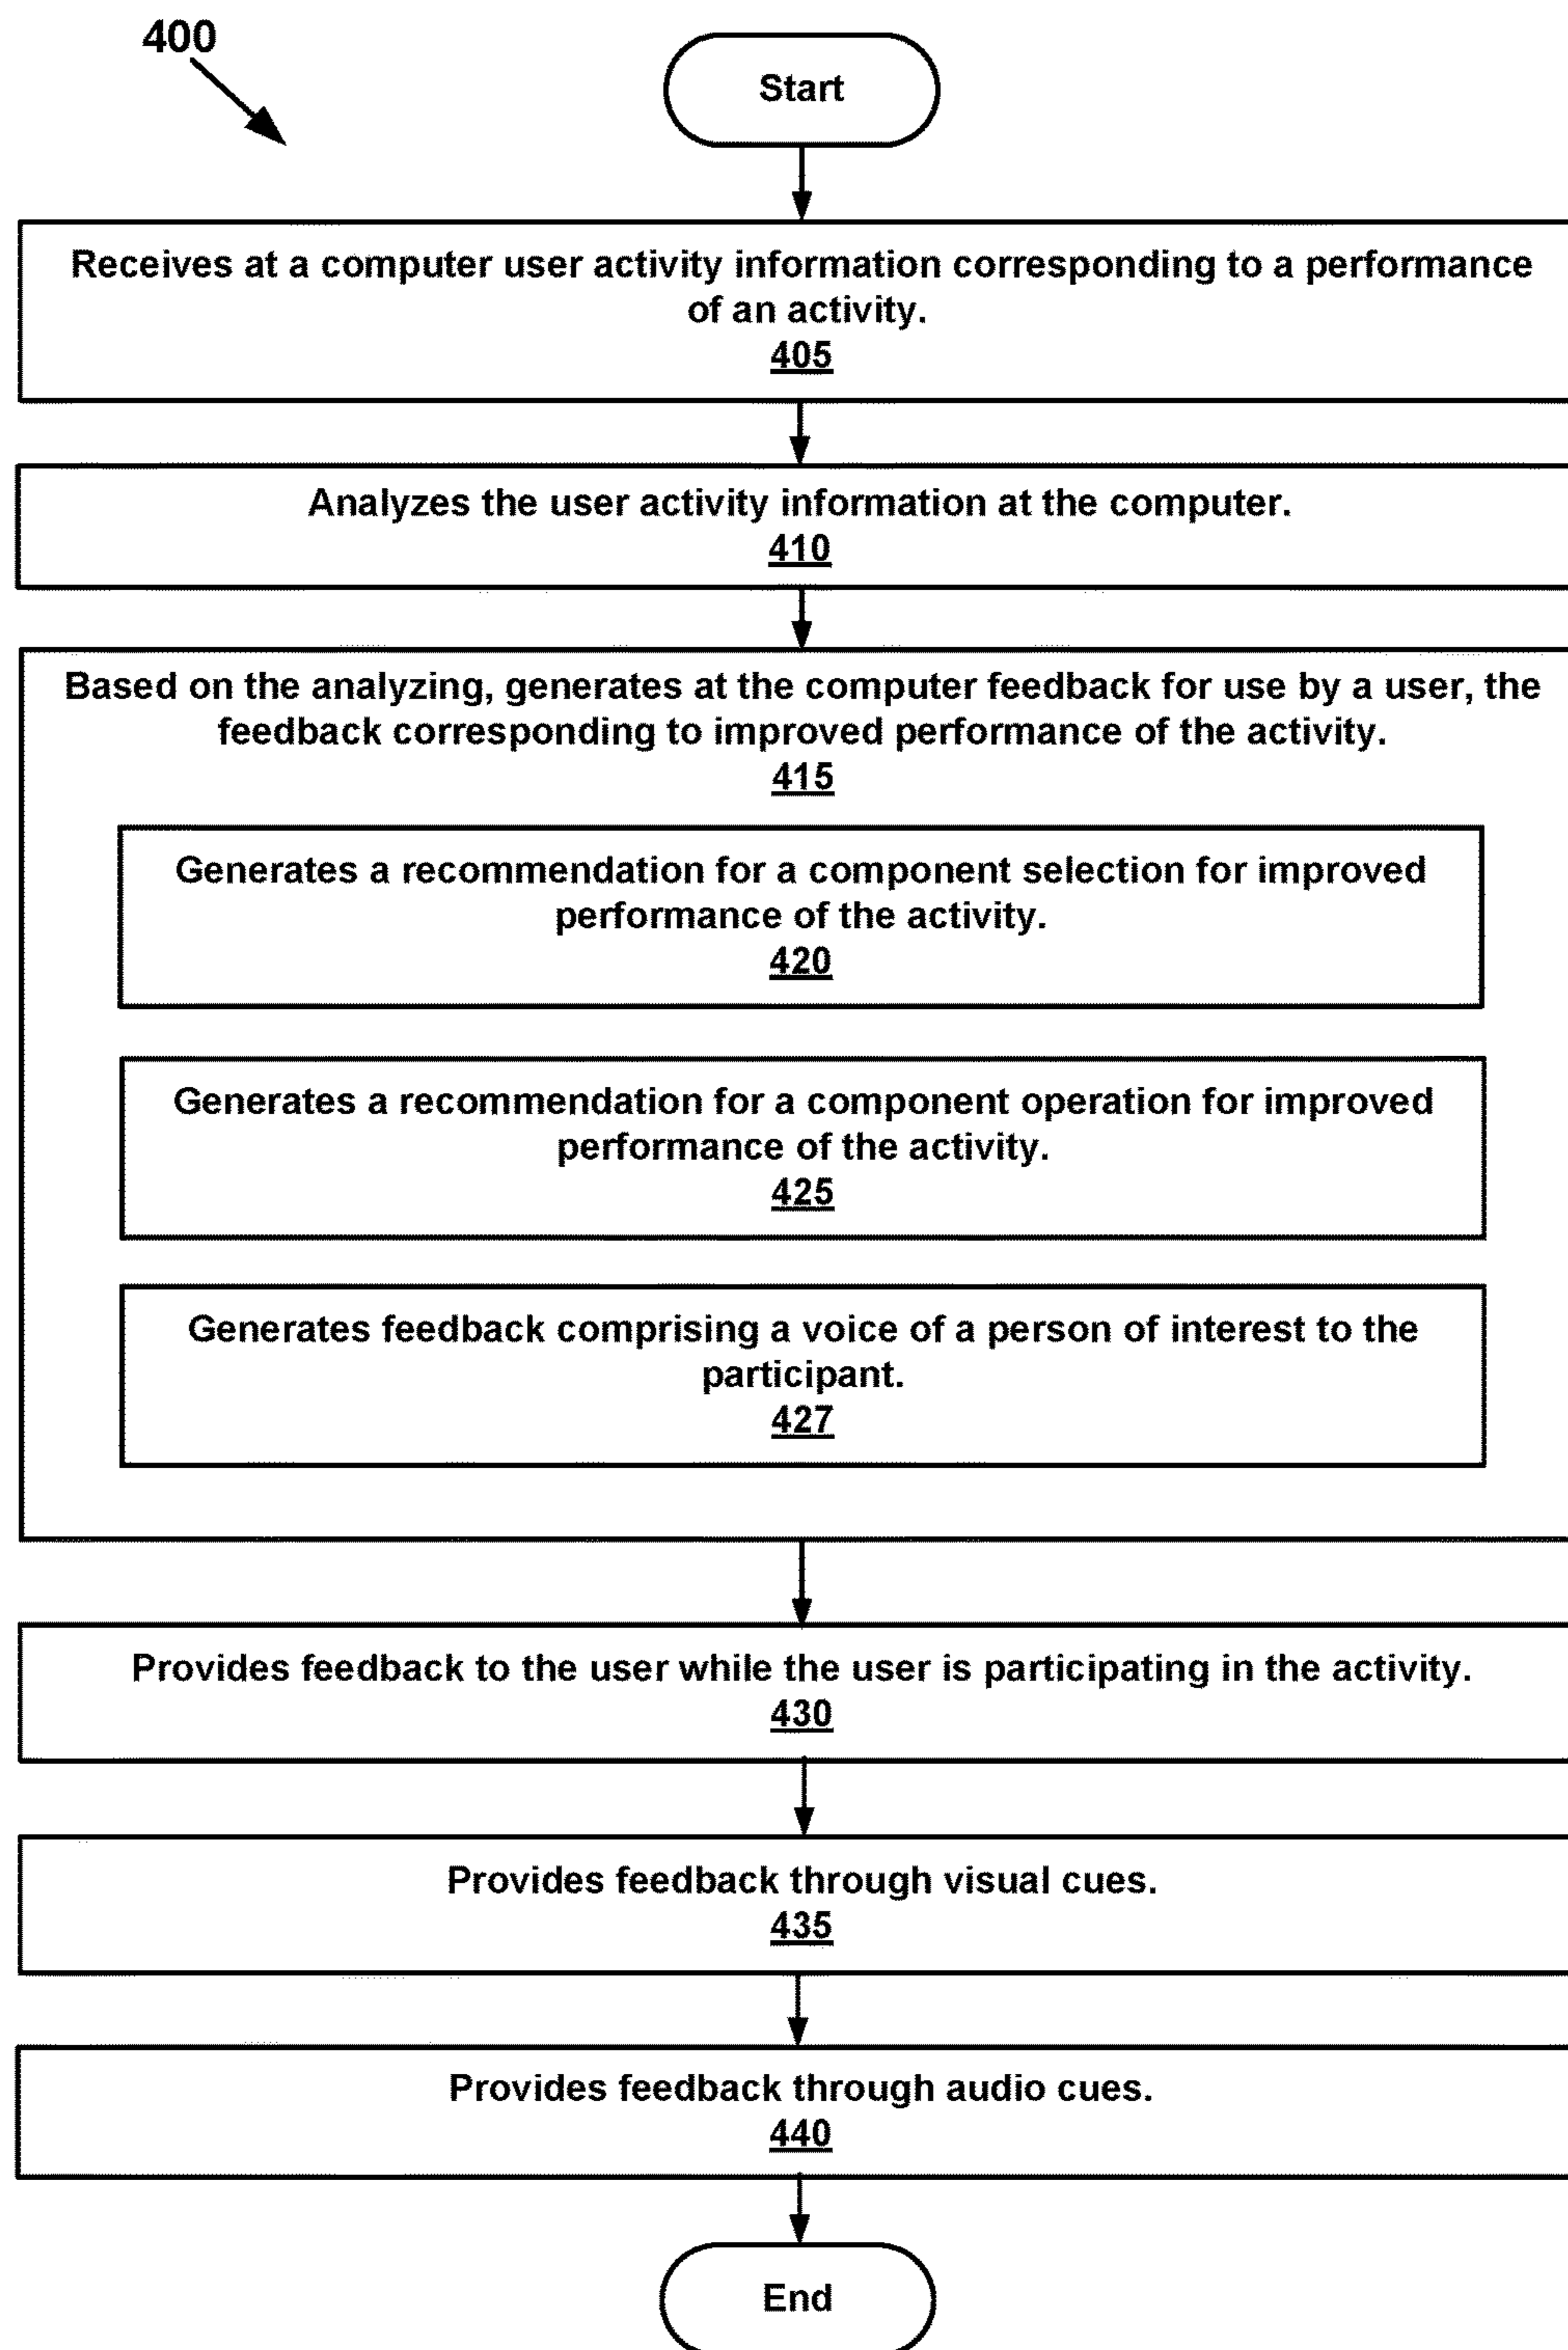 400
Start
Receives at a computer user activity information corresponding to a performance
of an activity.
405
Analyzes the user activity information at the computer.
410
Based on the analyzing, generates at the computer feedback for use by a user, the
feedback corresponding to improved performance of the activity.
415
Generates a recommendation for a component selection for improved
performance of the activity.
420
Generates a recommendation for a component operation for improved
performance of the activity.
425
Generates feedback comprising a voice of a person of interest to the
participant.
427
Provides feedback to the user while the user is participating in the activity.
430
Provides feedback through visual cues.
435
Provides feedback through audio cues.
440
End